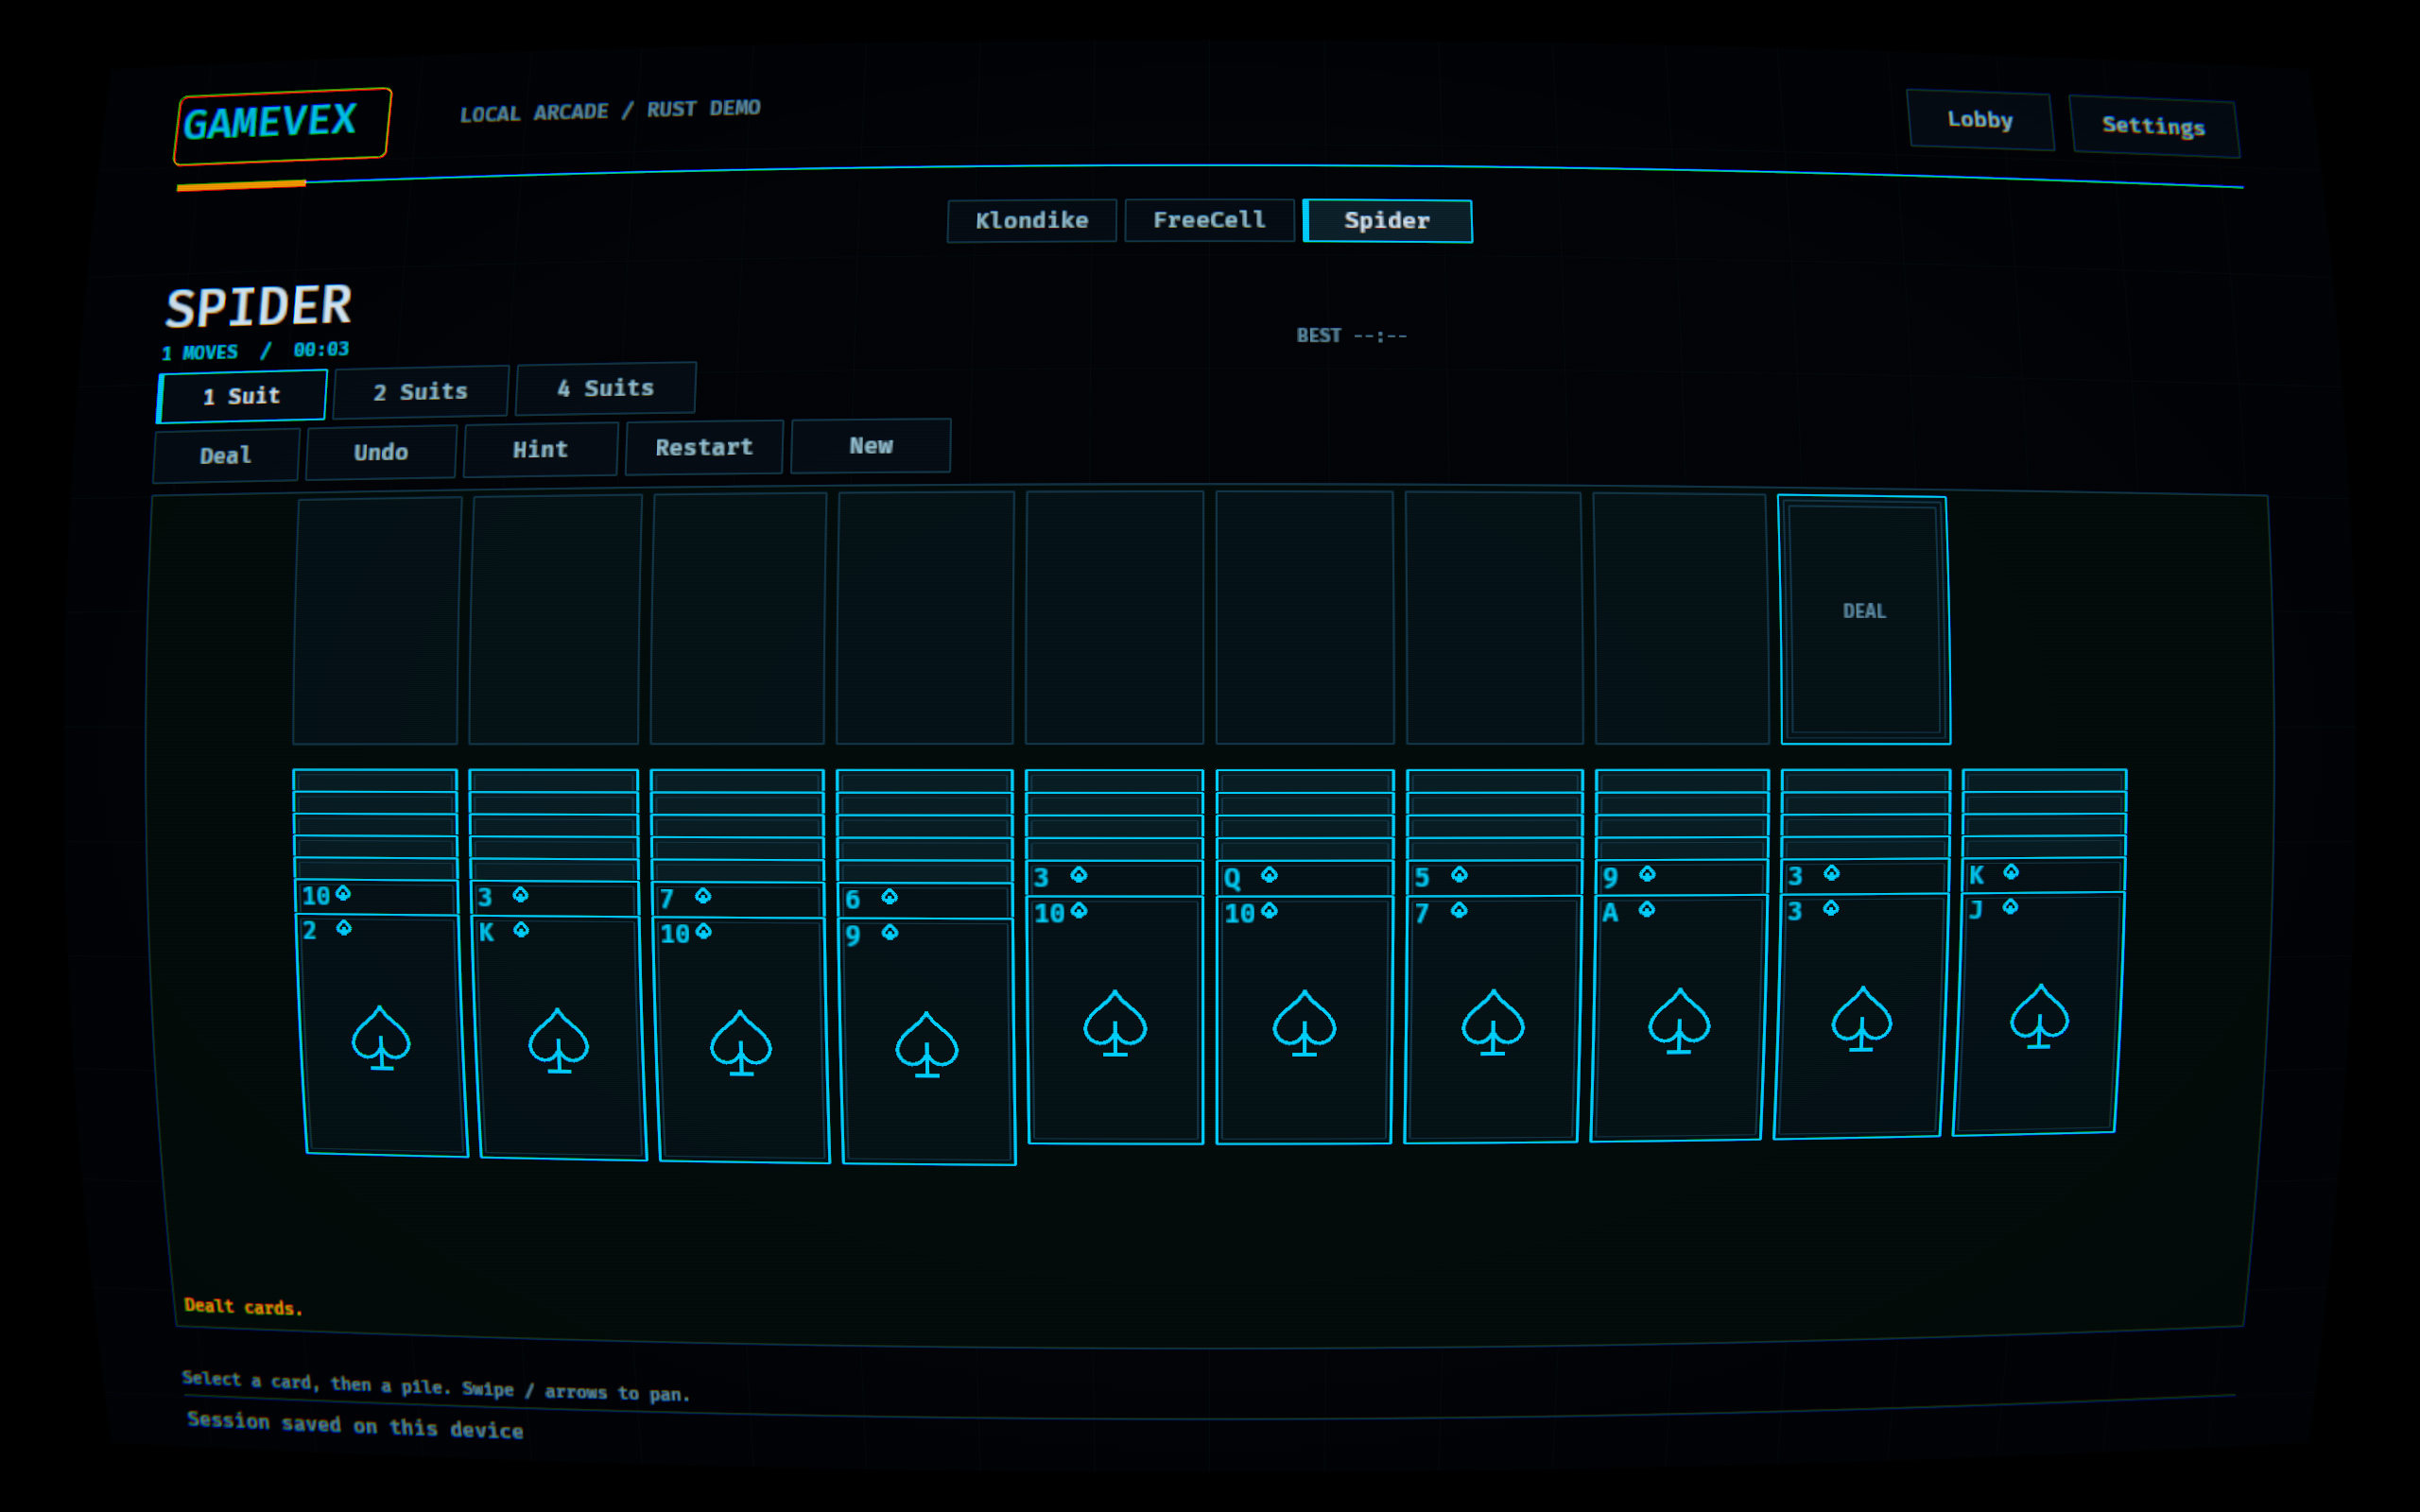 GAMEVEX
LOCAL ARCADE / RUST DEMO
Lobby
Settings
Klondike
FreeCell
Spider
SPIDER
1 MOVES / 00:03
BEST --:--
1 Suit
2 Suits
4 Suits
Deal
Undo
Hint
Restart
New
DEAL
10 3 7 6 3 Q 5 9 3 K
2 K 10 9 10 10 7 A 3 J
Dealt cards.
Select a card, then a pile. Swipe / arrows to pan.
Session saved on this device